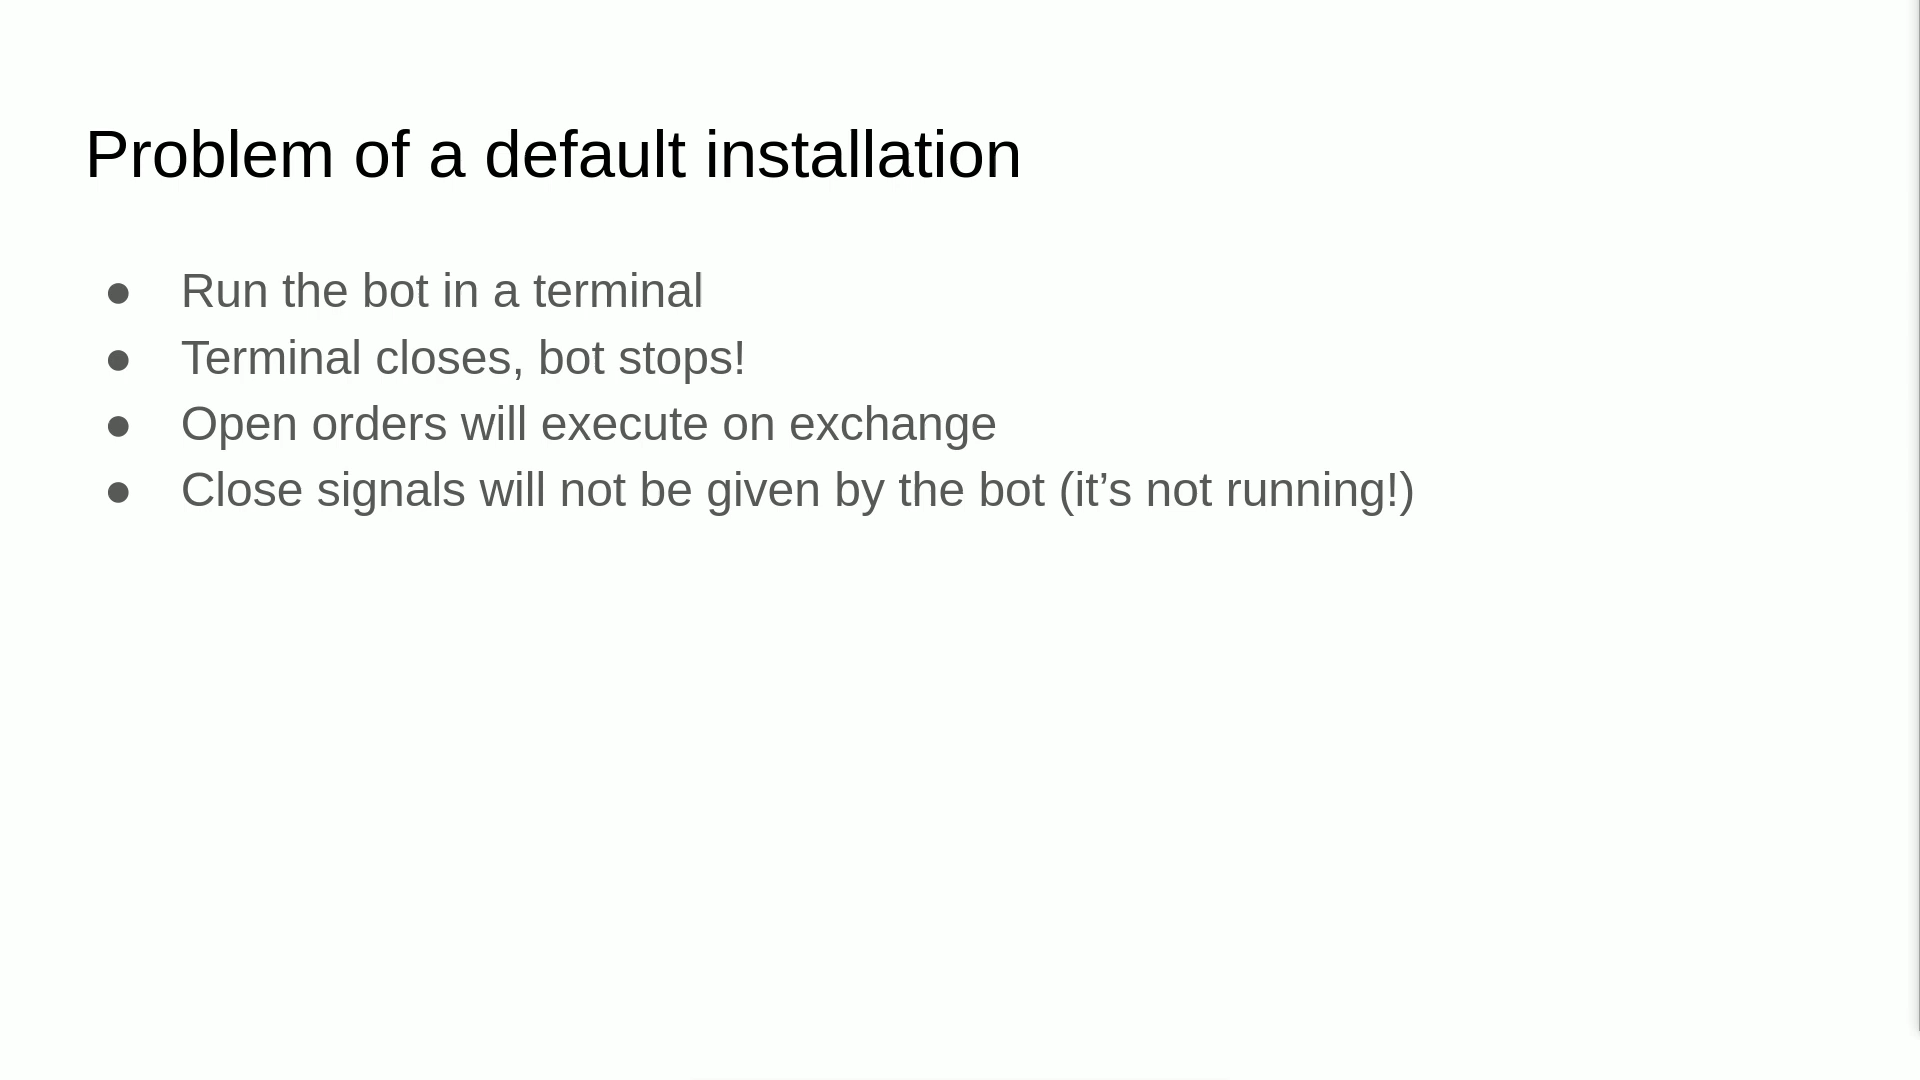 Problem of a default installation
● Run the bot in a terminal
● Terminal closes, bot stops!
● Open orders will execute on exchange
● Close signals will not be given by the bot (it’s not running!)